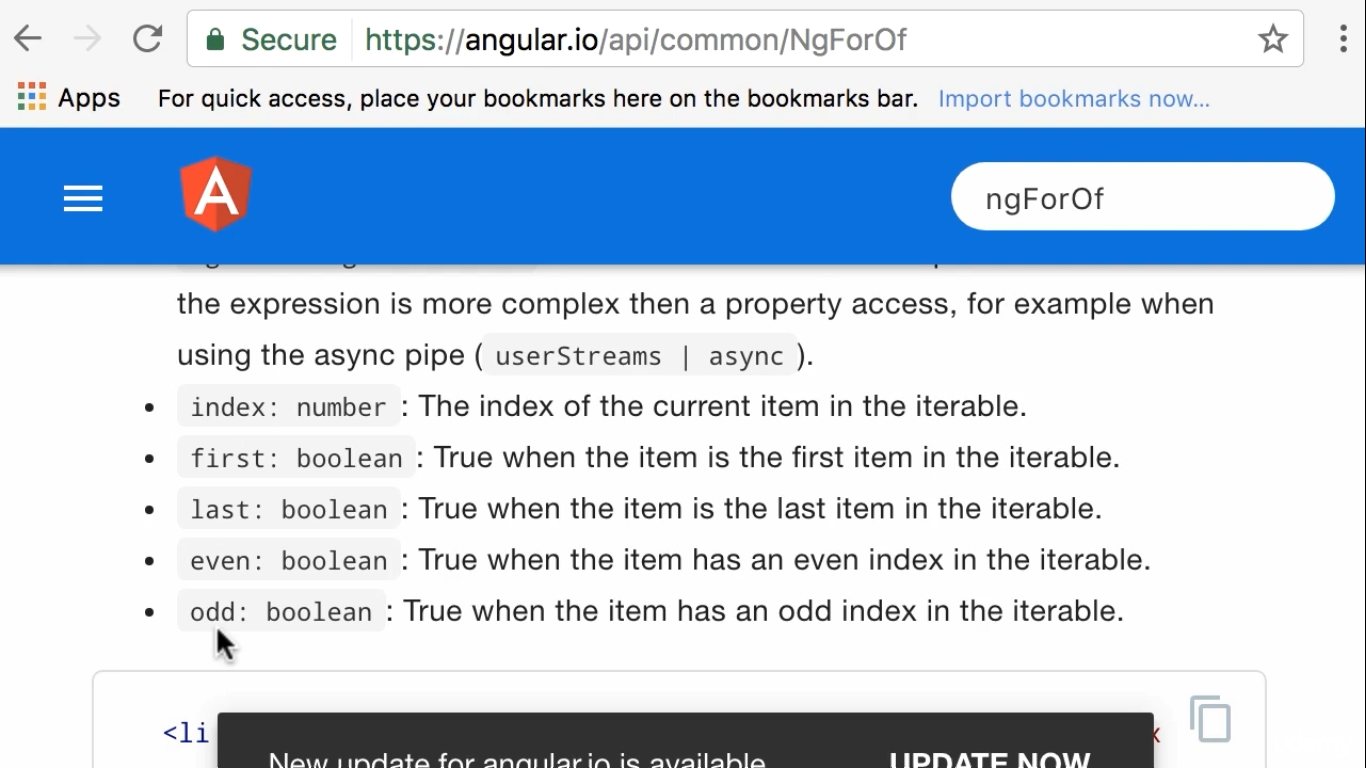 Secure https://angular.io/api/common/NgForOf
Apps For quick access, place your bookmarks here on the bookmarks bar. Import bookmarks now...
ngForOf
the expression is more complex then a property access, for example when
using the async pipe ( userStreams | async ).
• index: number : The index of the current item in the iterable.
• first: boolean : True when the item is the first item in the iterable.
• last: boolean : True when the item is the last item in the iterable.
• even: boolean : True when the item has an even index in the iterable.
• odd: boolean : True when the item has an odd index in the iterable.
<li
New update for angular.io is available UPDATE NOW